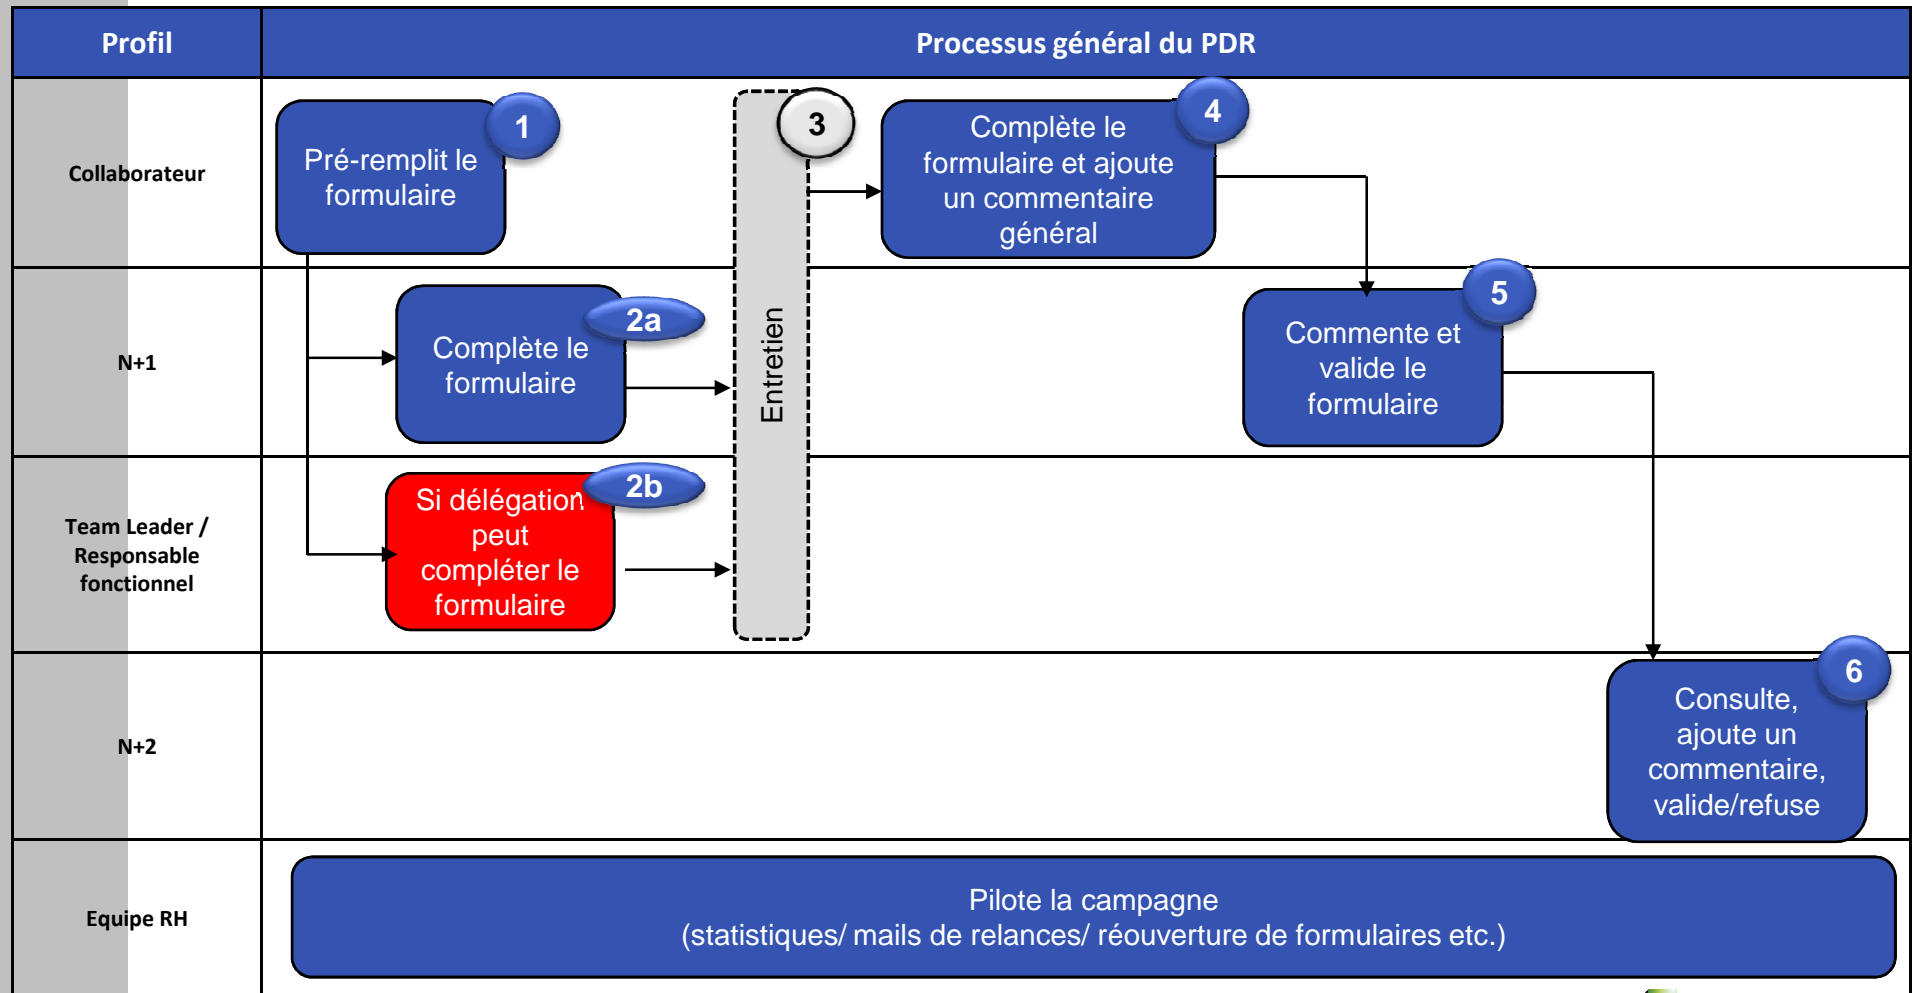 Profil
Processus général du PDR
Collaborateur
1
Pré-remplit le
formulaire
3
4
Complète le
formulaire et ajoute
un commentaire
général
N+1
2a
Complète le
formulaire
Entretien
5
Commente et
valide le
formulaire
Team Leader /
Responsable
fonctionnel
2b
Si délégation
peut
compléter le
formulaire
N+2
6
Consulte,
ajoute un
commentaire,
valide/refuse
Equipe RH
Pilote la campagne
(statistiques/ mails de relances/ réouverture de formulaires etc.)